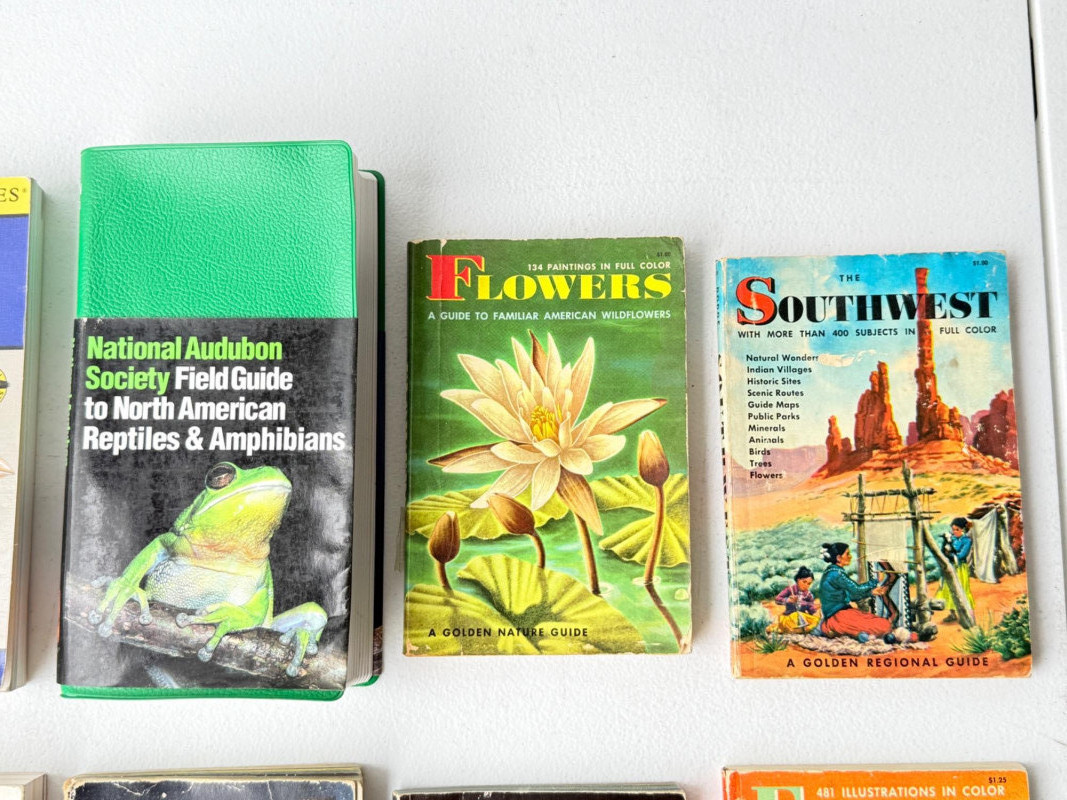 ES®
National Audubon
Society Field Guide
to North American
Reptiles & Amphibians
$1.00
134 PAINTINGS IN FULL COLOR
FLOWERS
A GUIDE TO FAMILIAR AMERICAN WILDFLOWERS
A GOLDEN NATURE GUIDE
$1.00
THE
SOUTHWEST
WITH MORE THAN 400 SUBJECTS IN FULL COLOR
Natural Wonders
Indian Villages
Historic Sites
Scenic Routes
Guide Maps
Public Parks
Minerals
Animals
Birds
Trees
Flowers
A GOLDEN REGIONAL GUIDE
$1.25
481 ILLUSTRATIONS IN COLOR